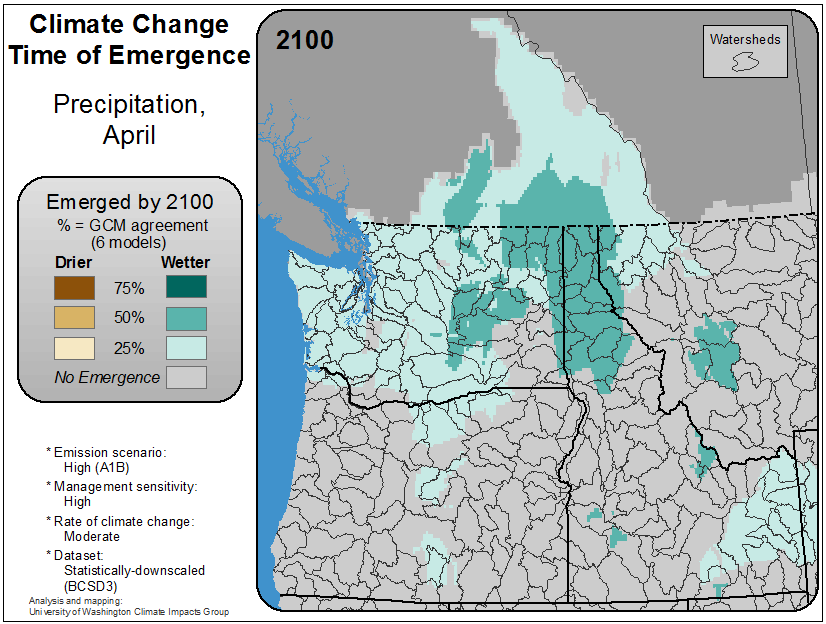 Climate Change
Time of Emergence
Precipitation,
April
Emerged by 2100
% = GCM agreement
(6 models)
Drier Wetter
75%
50%
25%
No Emergence
* Emission scenario:
High (A1B)
* Management sensitivity:
High
* Rate of climate change:
Moderate
* Dataset:
Statistically-downscaled
(BCSD3)
Analysis and mapping:
University of Washington Climate Impacts Group
2100
Watersheds